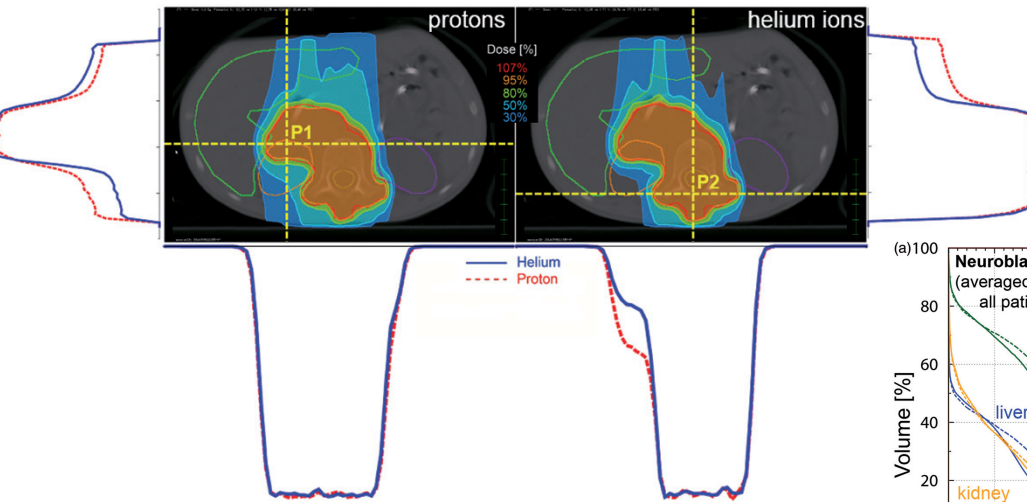 protons
helium ions
Dose [%]
107%
95%
80%
50%
30%
P1
P2
Helium
Proton
(a)
100
80
60
40
20
Volume [%]
Neurobla
(averaged
all pati
liver
kidney